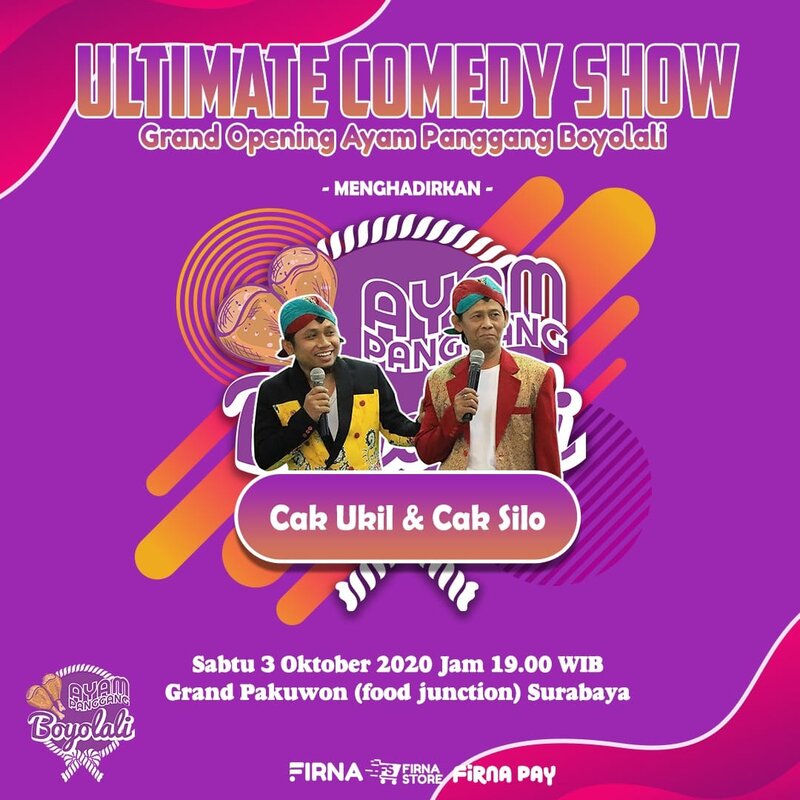 ULTIMATE COMEDY SHOW
Grand Opening Ayam Panggang Boyolali
- MENGHADIRKAN -
AYAM
PANGGANG
Cak Ukil & Cak Silo
Sabtu 3 Oktober 2020 Jam 19.00 WIB
Grand Pakuwon (food junction) Surabaya
AYAM
PANGGANG
Boyolali
FIRNA FS FIRNA STORE FiRNA PAY